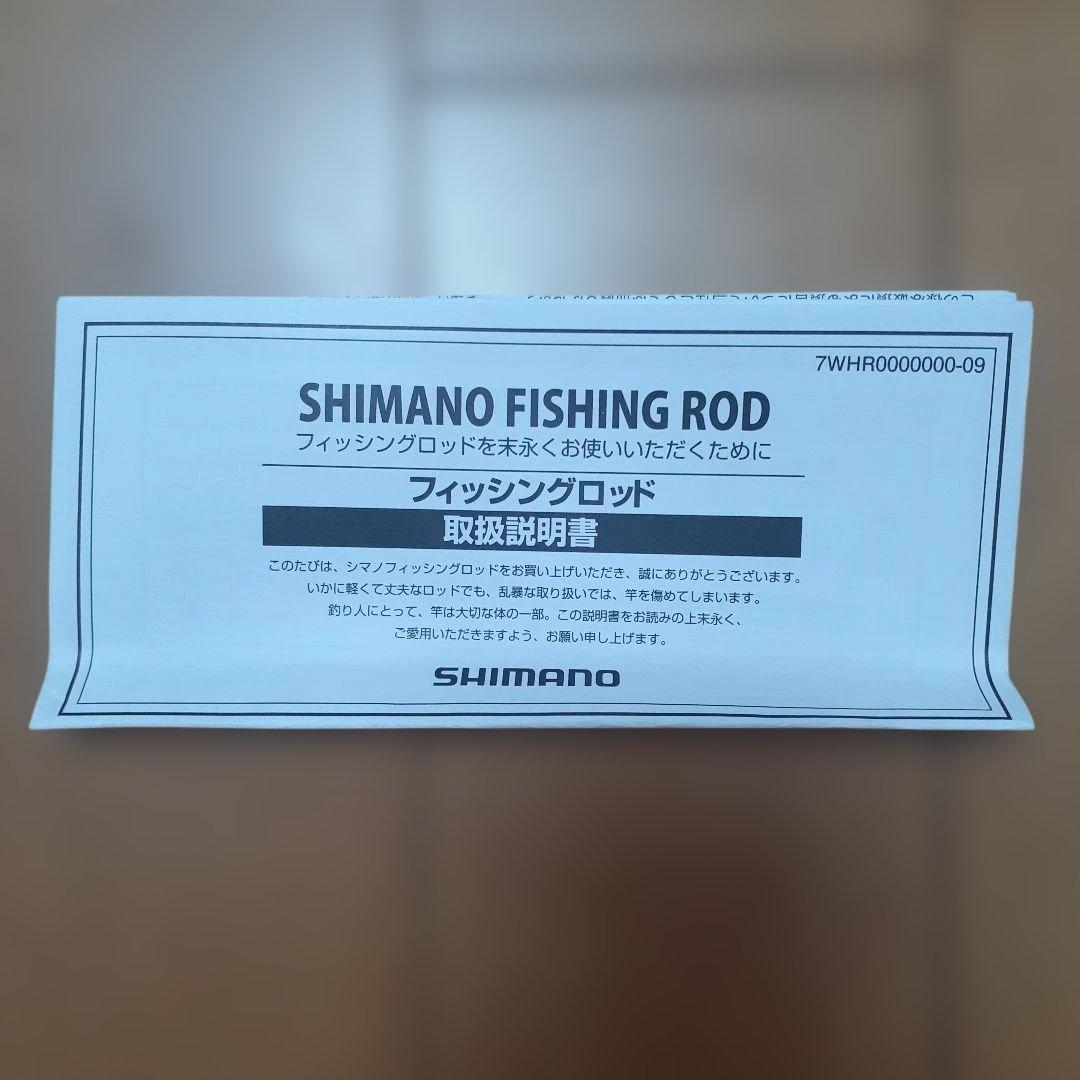 7WHR0000000-09
SHIMANO FISHING ROD
フィッシングロッドを末永くお使いいただくために
フィッシングロッド
取扱説明書
このたびは、シマノフィッシングロッドをお買い上げいただき、誠にありがとうございます。
いかに軽くて丈夫なロッドでも、乱暴な取り扱いでは、竿を傷めてしまいます。
釣り人にとって、竿は大切な体の一部。この説明書をお読みの上末永く、
ご愛用いただきますよう、お願い申し上げます。
SHIMANO